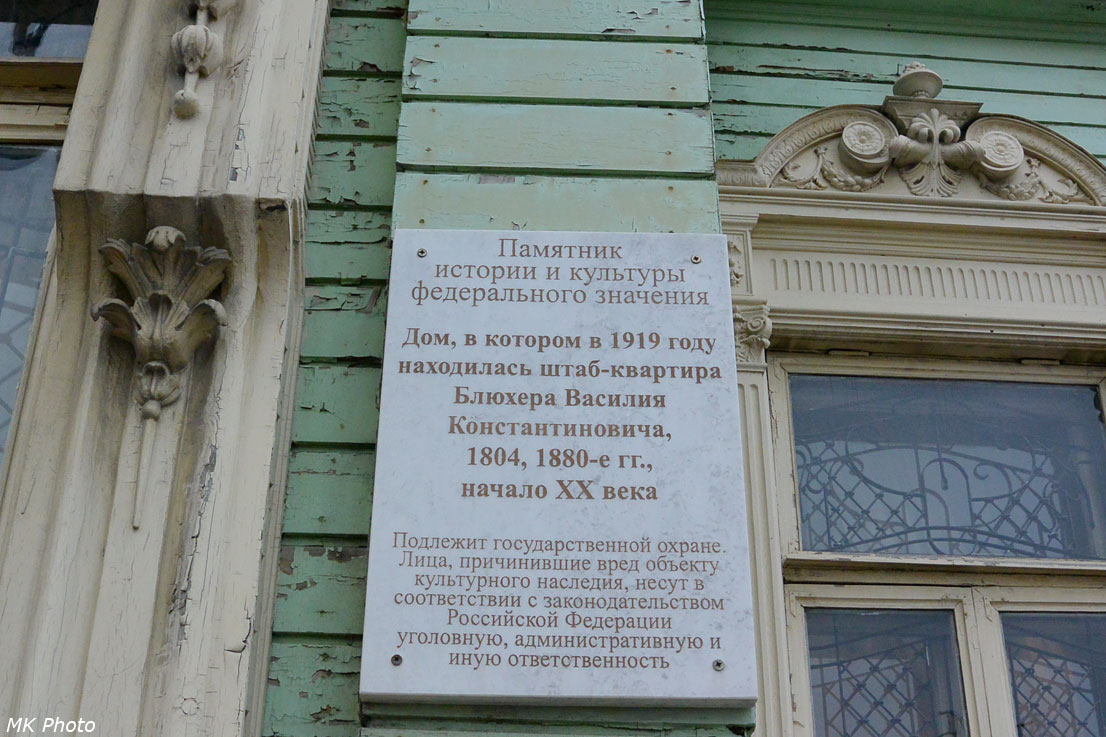 Памятник
истории и культуры
федерального значения
Дом, в котором в 1919 году
находилась штаб-квартира
Блюхера Василия
Константиновича,
1804, 1880-е гг.,
начало XX века
Подлежит государственной охране.
Лица, причинившие вред объекту
культурного наследия, несут в
соответствии с законодательством
Российской Федерации
уголовную, административную и
иную ответственность
MK Photo